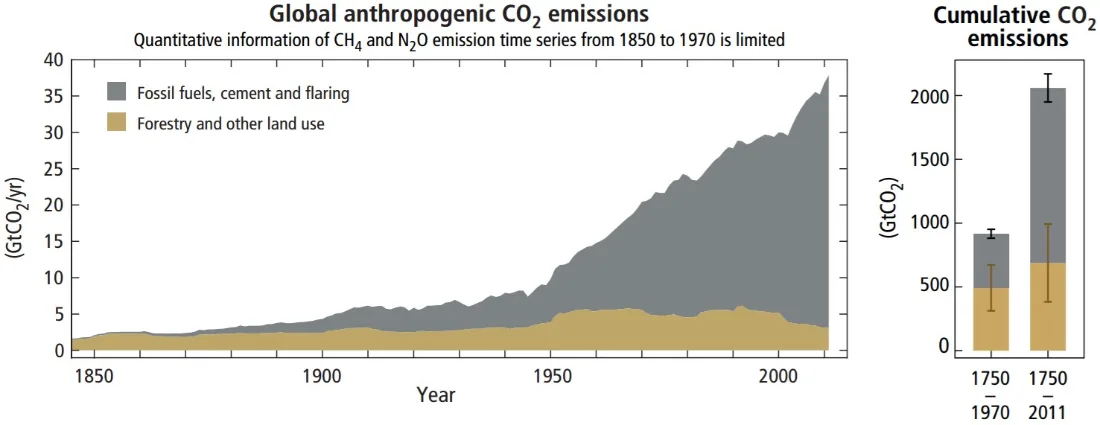 Global anthropogenic CO₂ emissions
Quantitative information of CH₄ and N₂O emission time series from 1850 to 1970 is limited
40
35
30
25
20
15
10
5
0
(GtCO₂/yr)
Fossil fuels, cement and flaring
Forestry and other land use
1850
1900
1950
2000
Year
Cumulative CO₂
emissions
2000
1500
1000
500
0
(GtCO₂)
1750
–
1970
1750
–
2011